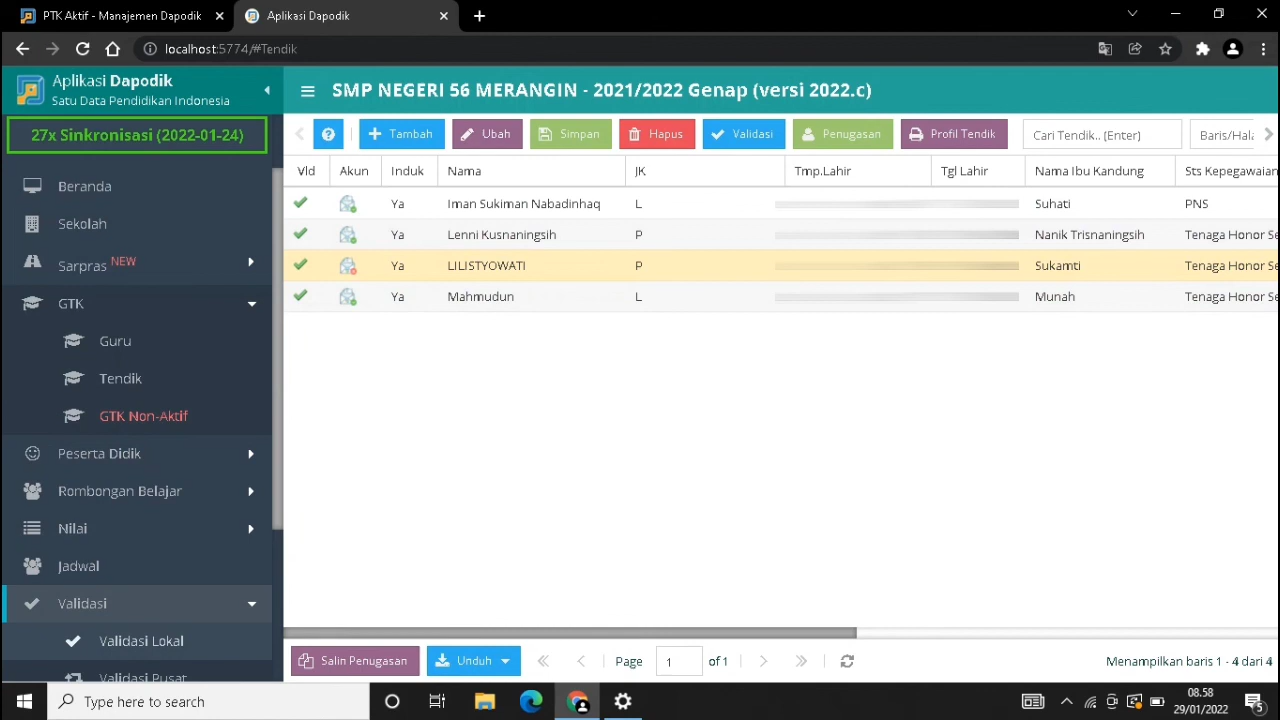 PTK Aktif - Manajemen Dapodik
Aplikasi Dapodik
localhost:5774/#Tendik
Aplikasi Dapodik
Satu Data Pendidikan Indonesia
SMP NEGERI 56 MERANGIN - 2021/2022 Genap (versi 2022.c)
27x Sinkronisasi (2022-01-24)
Tambah Ubah Simpan Hapus Validasi Penugasan Profil Tendik Cari Tendik.. (Enter) Baris/Hala
Vld Akun Induk Nama JK Tmp.Lahir Tgl Lahir Nama Ibu Kandung Sts Kepegawaian
Ya Iman Sukiman Nabadinhaq L Suhati PNS
Ya Lenni Kusnaningsih P Nanik Trisnaningsih Tenaga Honor Se
Ya LILISTYOWATI P Sukamti Tenaga Honor Se
Ya Mahmudun L Munah Tenaga Honor Se
Beranda
Sekolah
Sarpras NEW
GTK
Guru
Tendik
GTK Non-Aktif
Peserta Didik
Rombongan Belajar
Nilai
Jadwal
Validasi
Validasi Lokal
Validasi Pusat
Salin Penugasan Unduh Page 1 of 1 Menampilkan baris 1 - 4 dari 4
Type here to search
08.58
29/01/2022
5